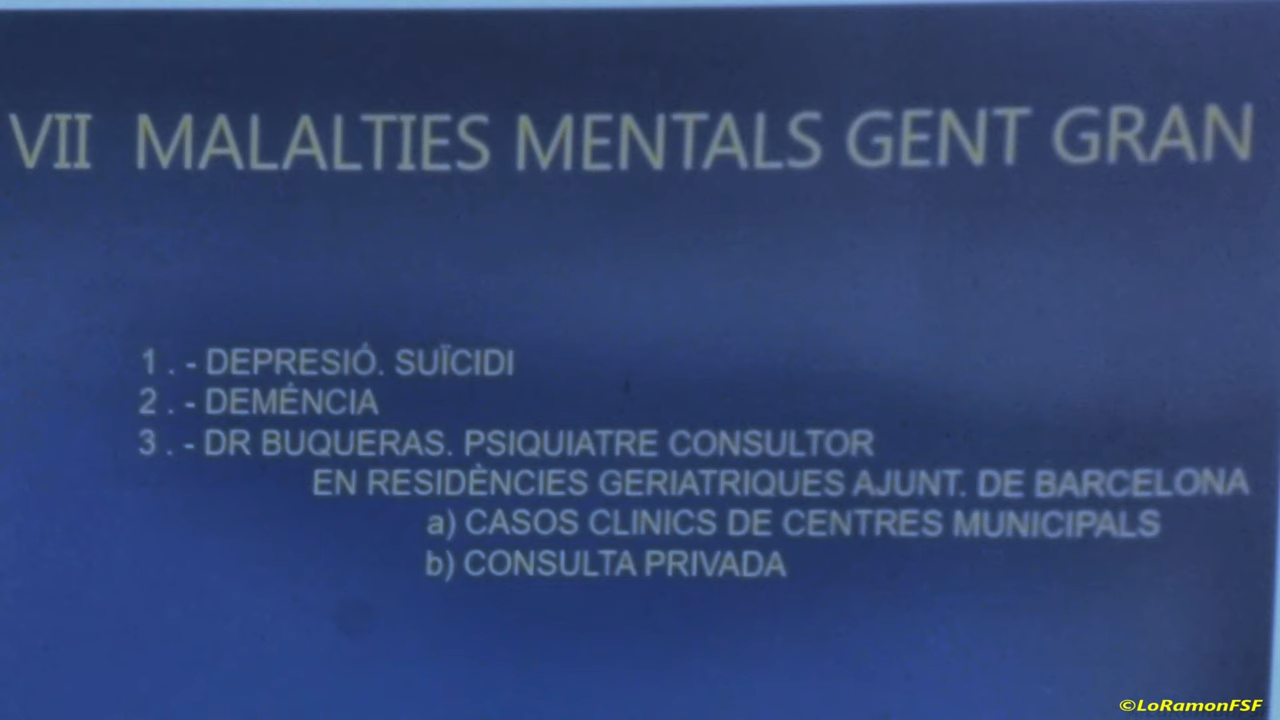 VII MALALTIES MENTALS GENT GRAN
1 . - DEPRESIÓ. SUÏCIDI
2 . - DEMÉNCIA
3 . - DR BUQUERAS. PSIQUIATRE CONSULTOR
EN RESIDÈNCIES GERIATRIQUES AJUNT. DE BARCELONA
a) CASOS CLINICS DE CENTRES MUNICIPALS
b) CONSULTA PRIVADA
©LoRamonFSF